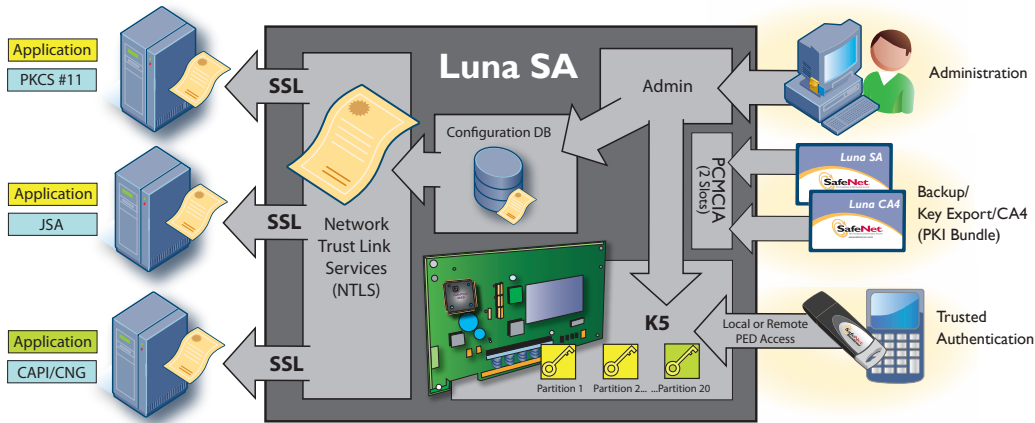 Application
PKCS #11
Application
JSA
Application
CAPI/CNG
SSL
SSL
SSL
Luna SA
Network
Trust Link
Services
(NTLS)
Configuration DB
Admin
PCMCIA
(2 Slots)
K5
Partition 1
Partition 2...
...Partition 20
Local or Remote
PED Access
Administration
Luna SA
SafeNet
Luna CA4
SafeNet
Backup/
Key Export/CA4
(PKI Bundle)
Trusted
Authentication